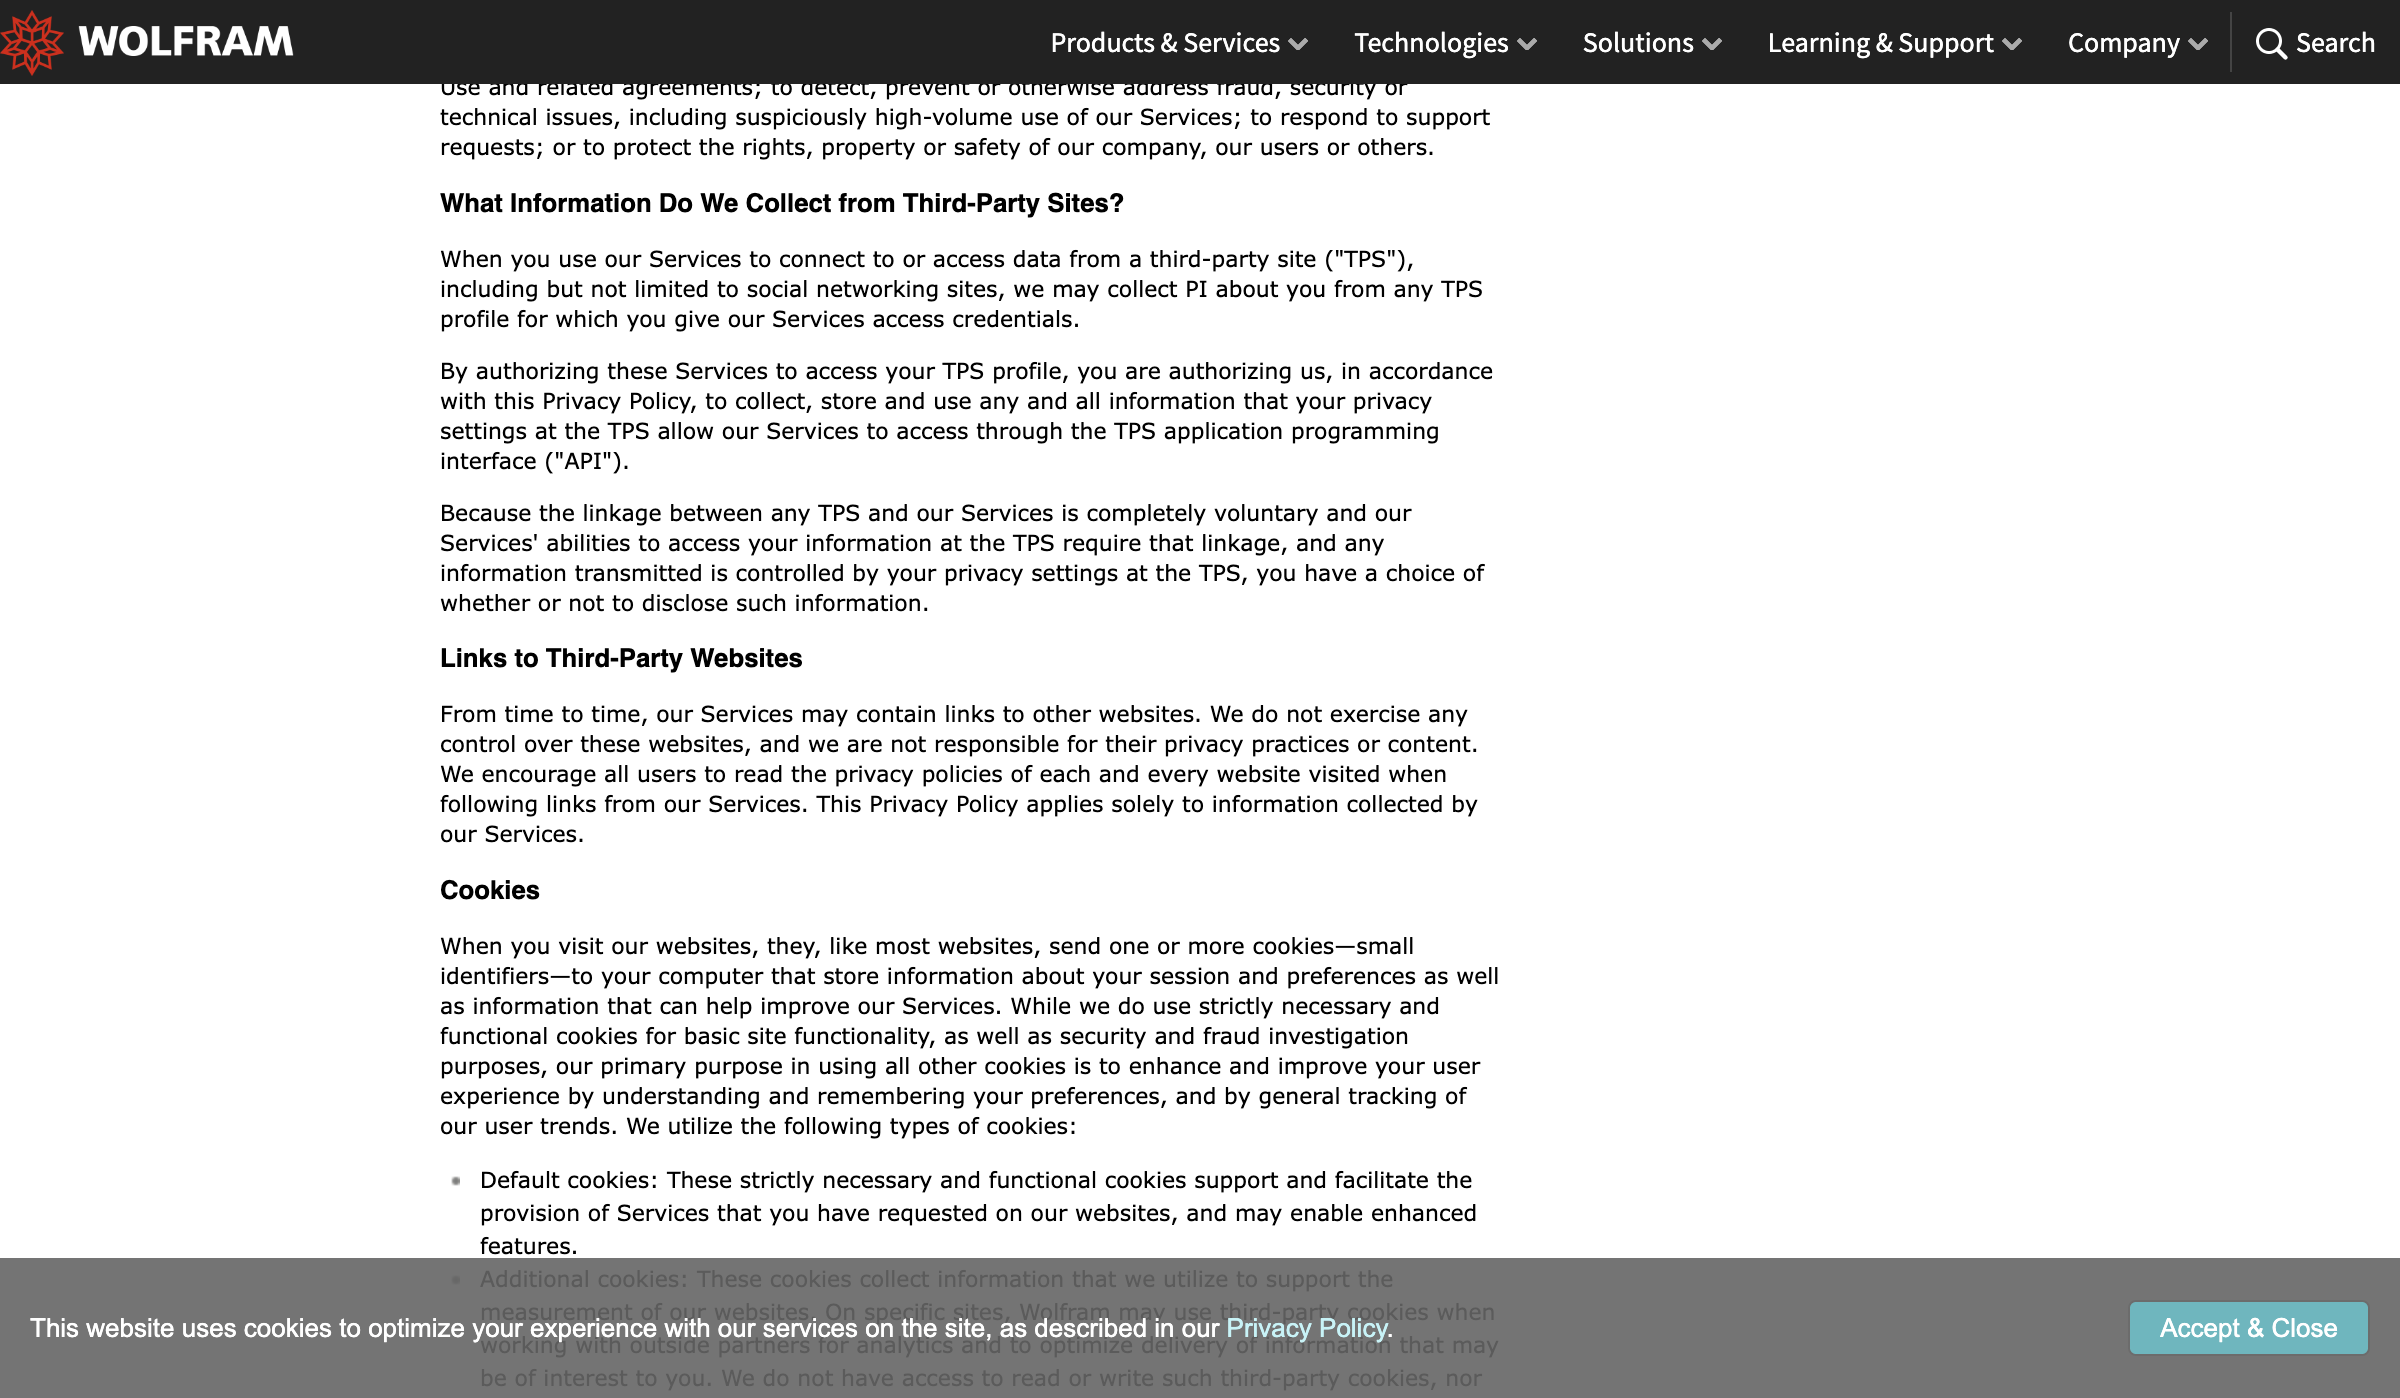 WOLFRAM
Products & Services
Technologies
Solutions
Learning & Support
Company
Search
Use and related agreements; to detect, prevent or otherwise address fraud, security or
technical issues, including suspiciously high-volume use of our Services; to respond to support
requests; or to protect the rights, property or safety of our company, our users or others.
What Information Do We Collect from Third-Party Sites?
When you use our Services to connect to or access data from a third-party site ("TPS"),
including but not limited to social networking sites, we may collect PI about you from any TPS
profile for which you give our Services access credentials.
By authorizing these Services to access your TPS profile, you are authorizing us, in accordance
with this Privacy Policy, to collect, store and use any and all information that your privacy
settings at the TPS allow our Services to access through the TPS application programming
interface ("API").
Because the linkage between any TPS and our Services is completely voluntary and our
Services' abilities to access your information at the TPS require that linkage, and any
information transmitted is controlled by your privacy settings at the TPS, you have a choice of
whether or not to disclose such information.
Links to Third-Party Websites
From time to time, our Services may contain links to other websites. We do not exercise any
control over these websites, and we are not responsible for their privacy practices or content.
We encourage all users to read the privacy policies of each and every website visited when
following links from our Services. This Privacy Policy applies solely to information collected by
our Services.
Cookies
When you visit our websites, they, like most websites, send one or more cookies—small
identifiers—to your computer that store information about your session and preferences as well
as information that can help improve our Services. While we do use strictly necessary and
functional cookies for basic site functionality, as well as security and fraud investigation
purposes, our primary purpose in using all other cookies is to enhance and improve your user
experience by understanding and remembering your preferences, and by general tracking of
our user trends. We utilize the following types of cookies:
Default cookies: These strictly necessary and functional cookies support and facilitate the
provision of Services that you have requested on our websites, and may enable enhanced
features.
Additional cookies: These cookies collect information that we utilize to support the
measurement of our websites. On specific sites, Wolfram may use third-party cookies when
This website uses cookies to optimize your experience with our services on the site, as described in our Privacy Policy.
Accept & Close
working with outside partners for analytics and to optimize delivery of information that may
be of interest to you. We do not have access to read or write such third-party cookies, nor